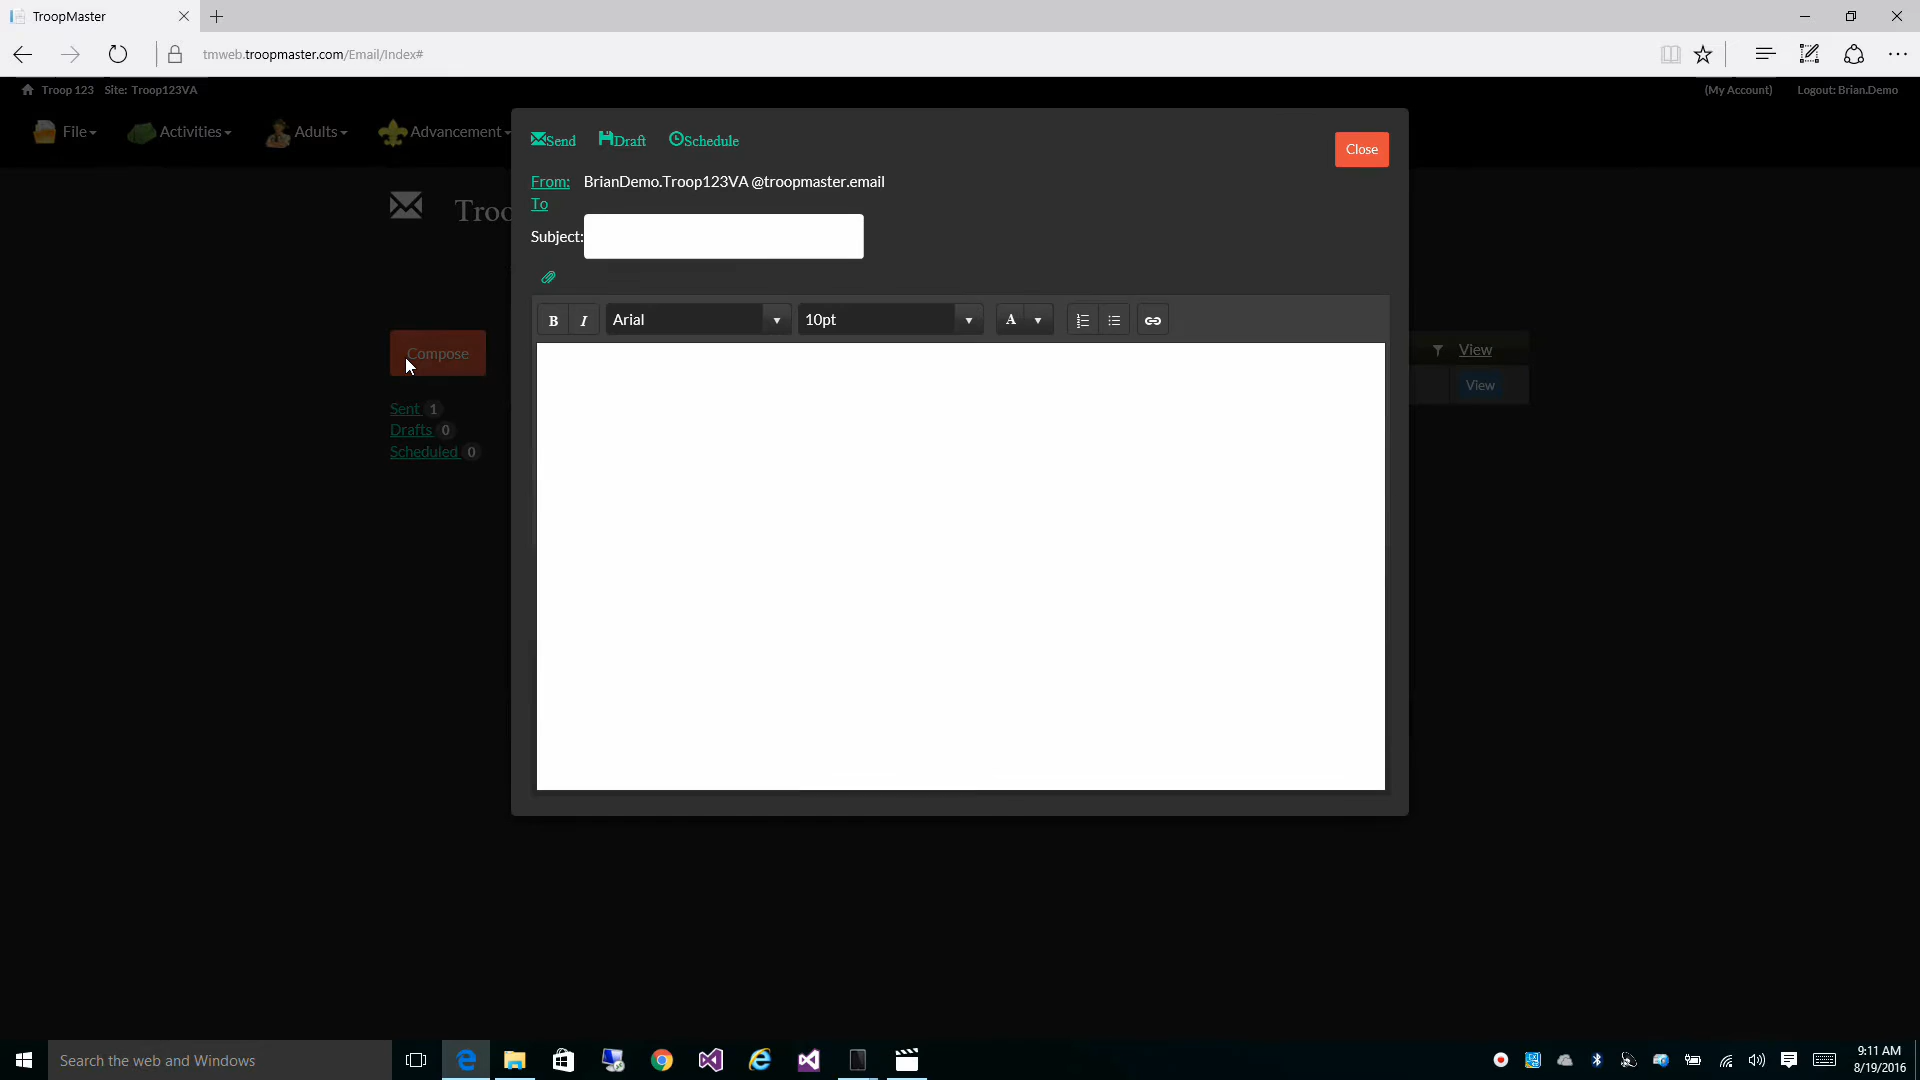 TroopMaster
tmweb.troopmaster.com/Email/Index#
Troop 123 Site: Troop123VA (My Account) Logout: Brian.Demo
File Activities Adults Advancement
Send Draft Schedule Close
From: BrianDemo.Troop123VA @troopmaster.email
To
Troo
Subject:
B I Arial 10pt A
Compose View
View
Sent 1
Drafts 0
Scheduled 0
Search the web and Windows
9:11 AM
8/19/2016